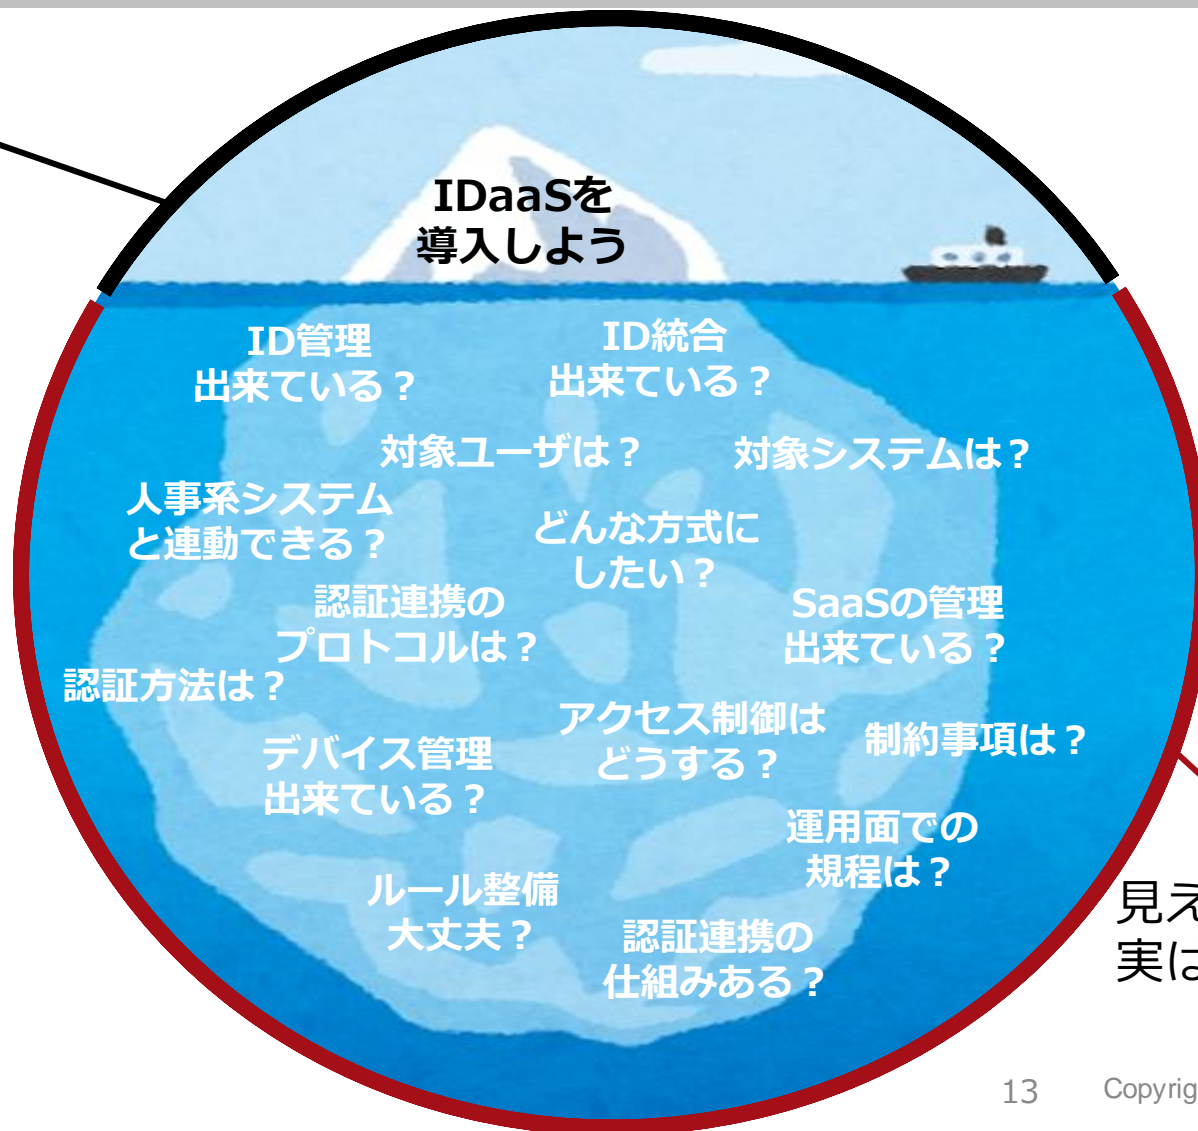 IDaaSを
導入しよう
ID管理
出来ている？
ID統合
出来ている？
対象ユーザは？
対象システムは？
人事系システム
と連動できる？
どんな方式に
したい？
認証連携の
プロトコルは？
SaaSの管理
出来ている？
認証方法は？
アクセス制御は
どうする？
制約事項は？
デバイス管理
出来ている？
運用面での
規程は？
ルール整備
大丈夫？
認証連携の
仕組みある？
見え
実は
13 Copyrig